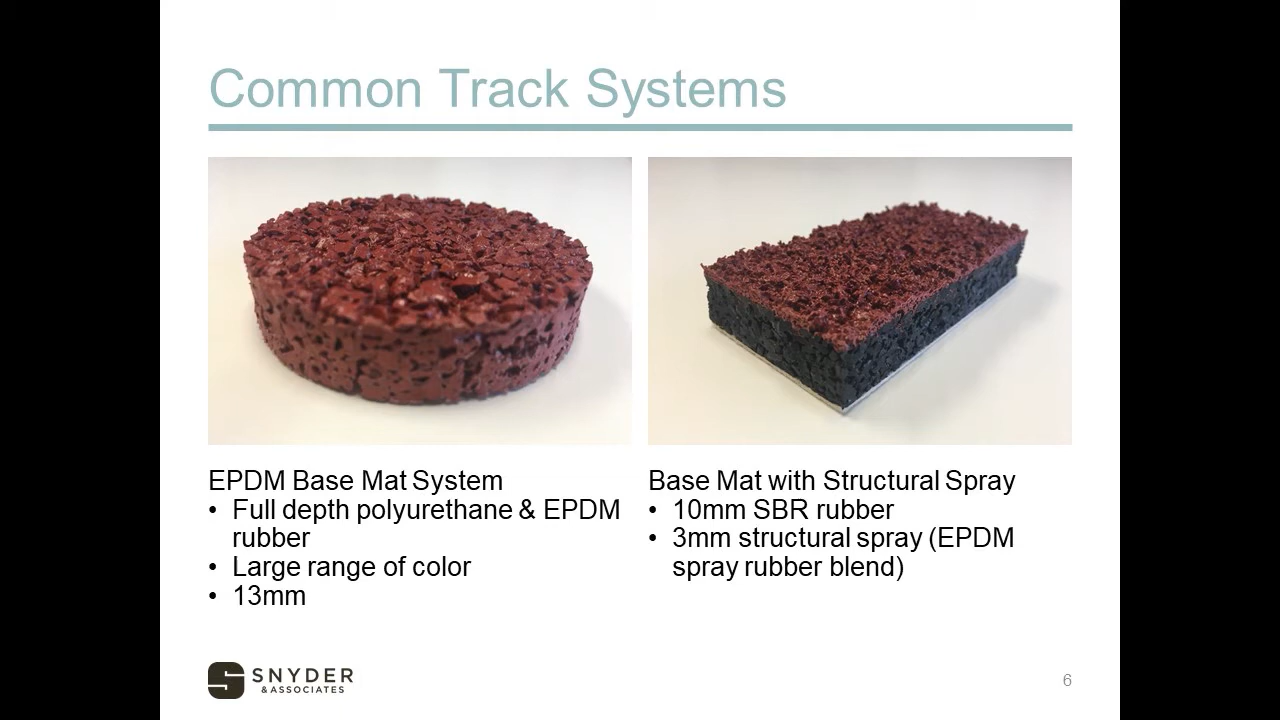 Common Track Systems
EPDM Base Mat System
• Full depth polyurethane & EPDM
rubber
• Large range of color
• 13mm
Base Mat with Structural Spray
• 10mm SBR rubber
• 3mm structural spray (EPDM
spray rubber blend)
SNYDER
& ASSOCIATES
6